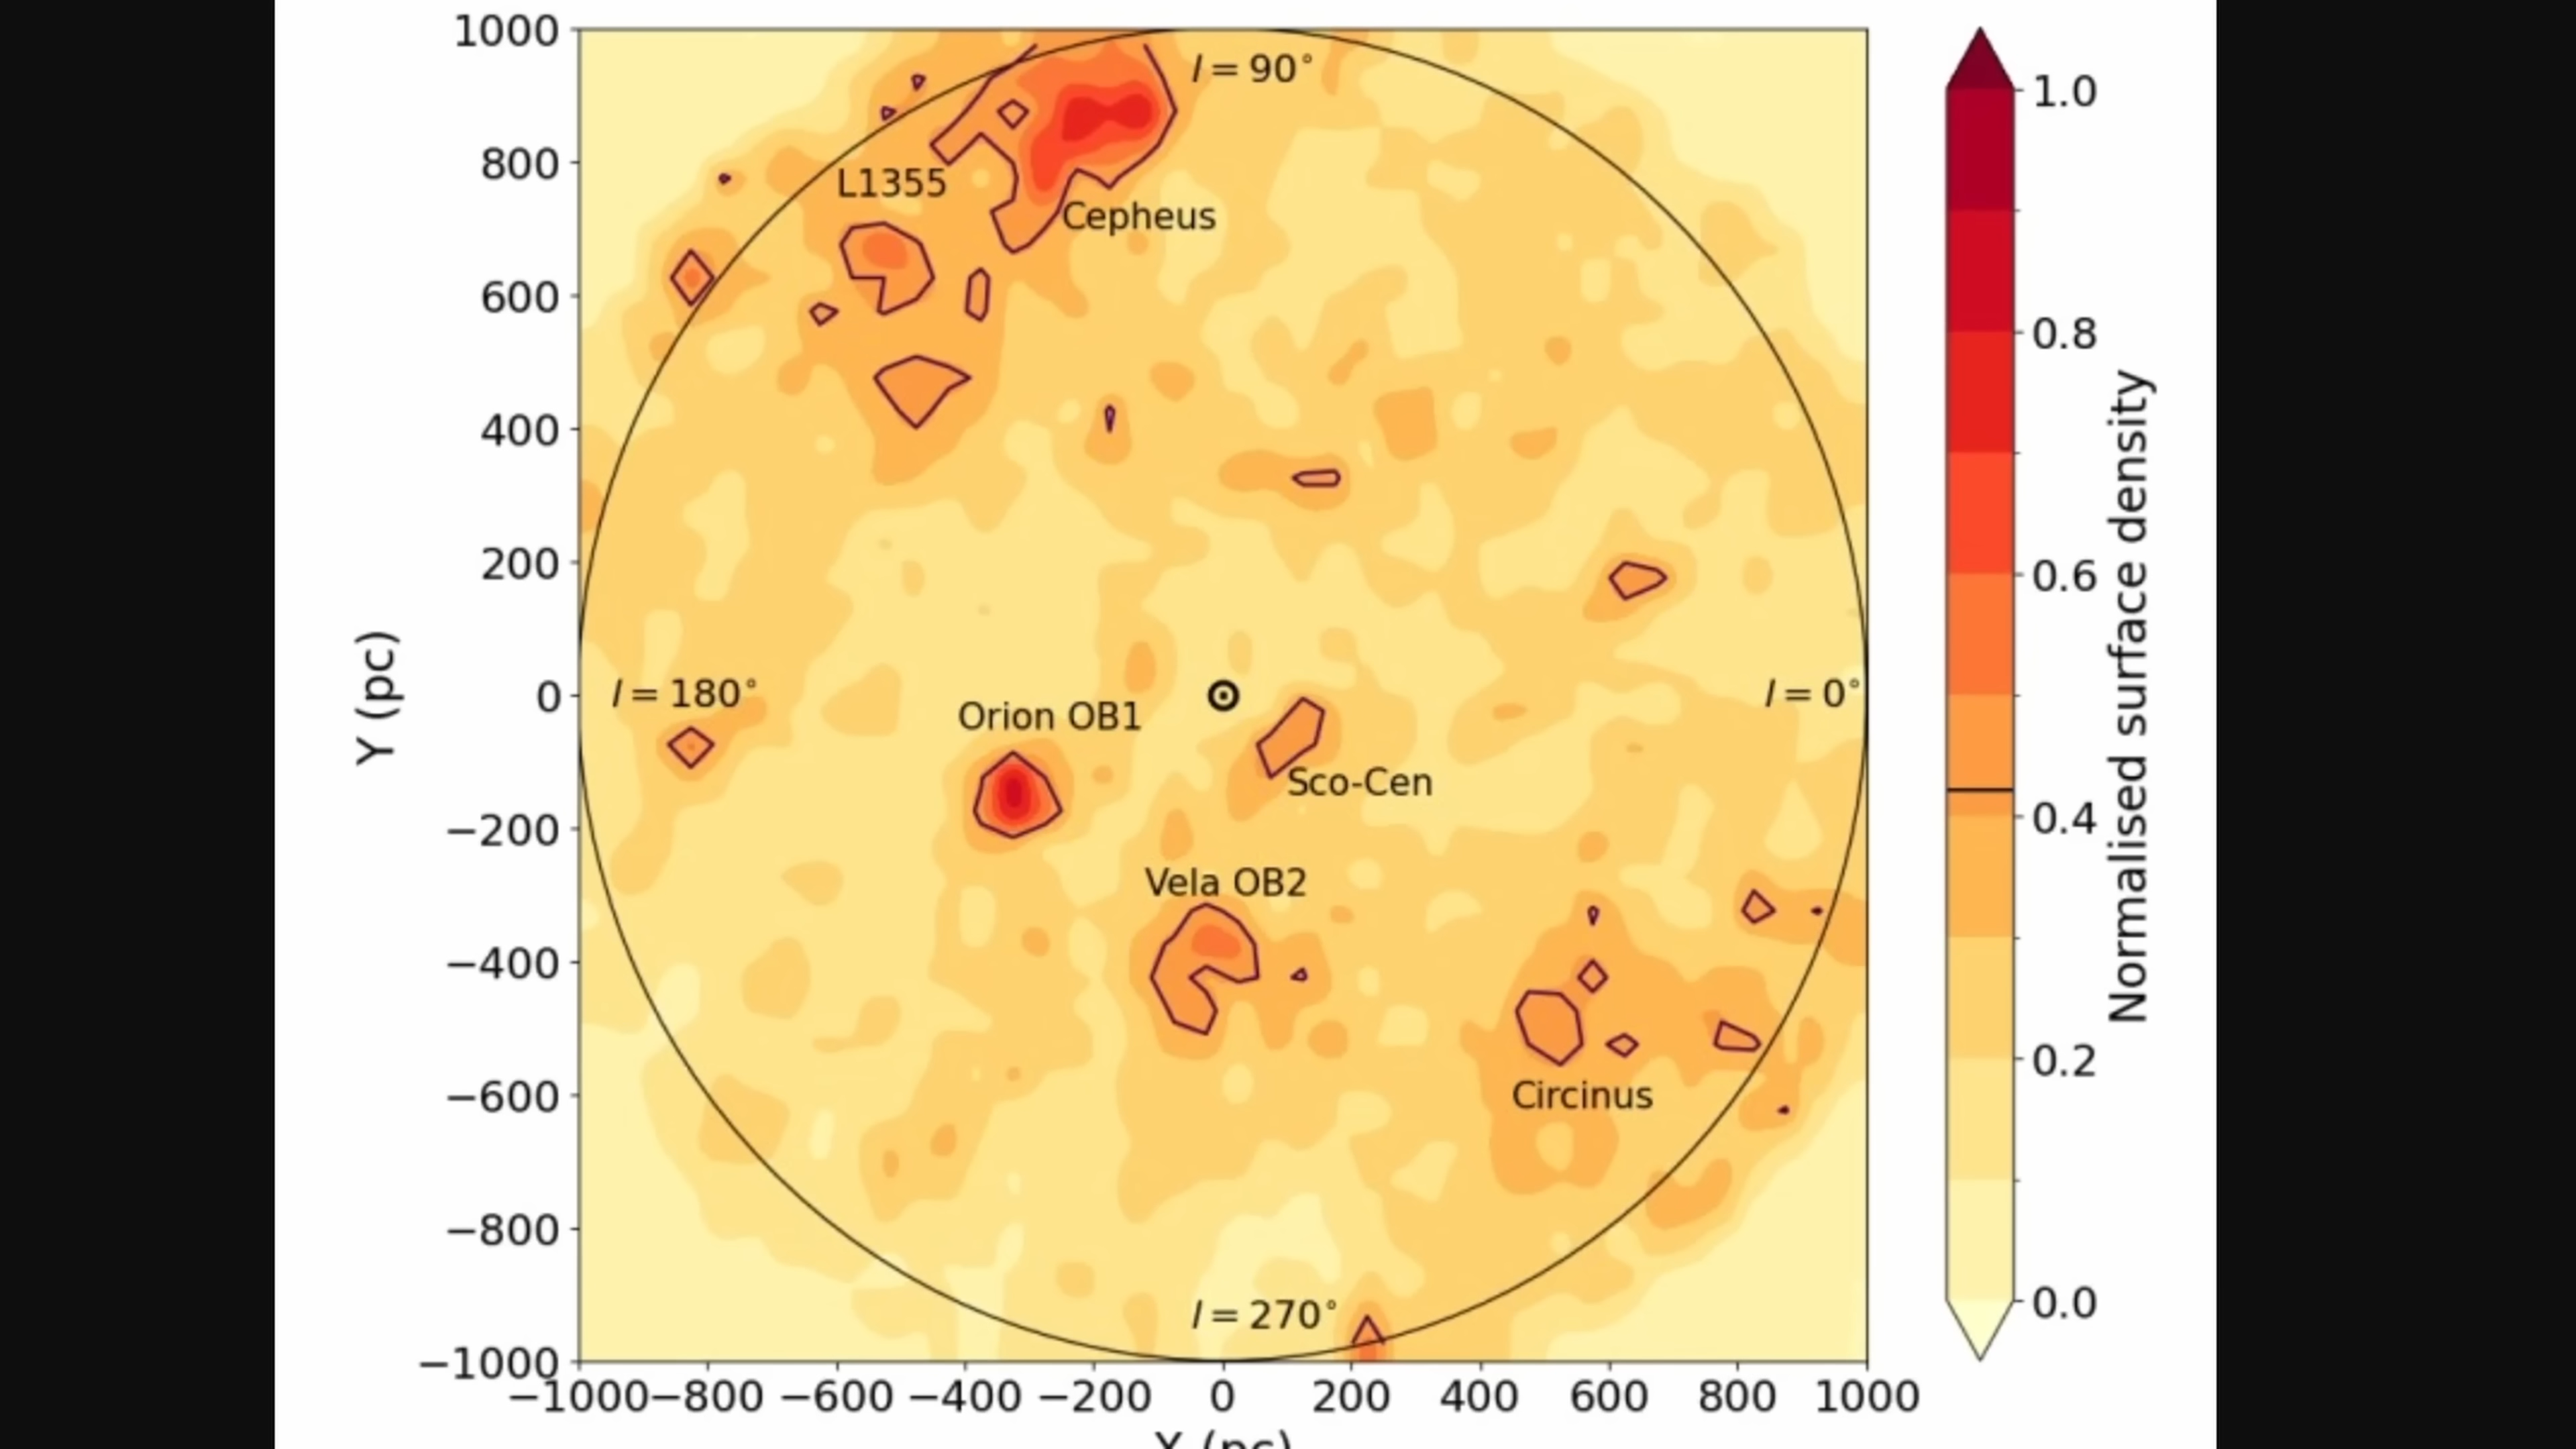 1000
800
600
400
200
0
−200
−400
−600
−800
−1000
Y (pc)
l = 90°
L1355
Cepheus
l = 180°
l = 0°
Orion OB1
Sco-Cen
Vela OB2
Circinus
l = 270°
−1000 −800 −600 −400 −200 0 200 400 600 800 1000
X (pc)
1.0
0.8
0.6
0.4
0.2
0.0
Normalised surface density